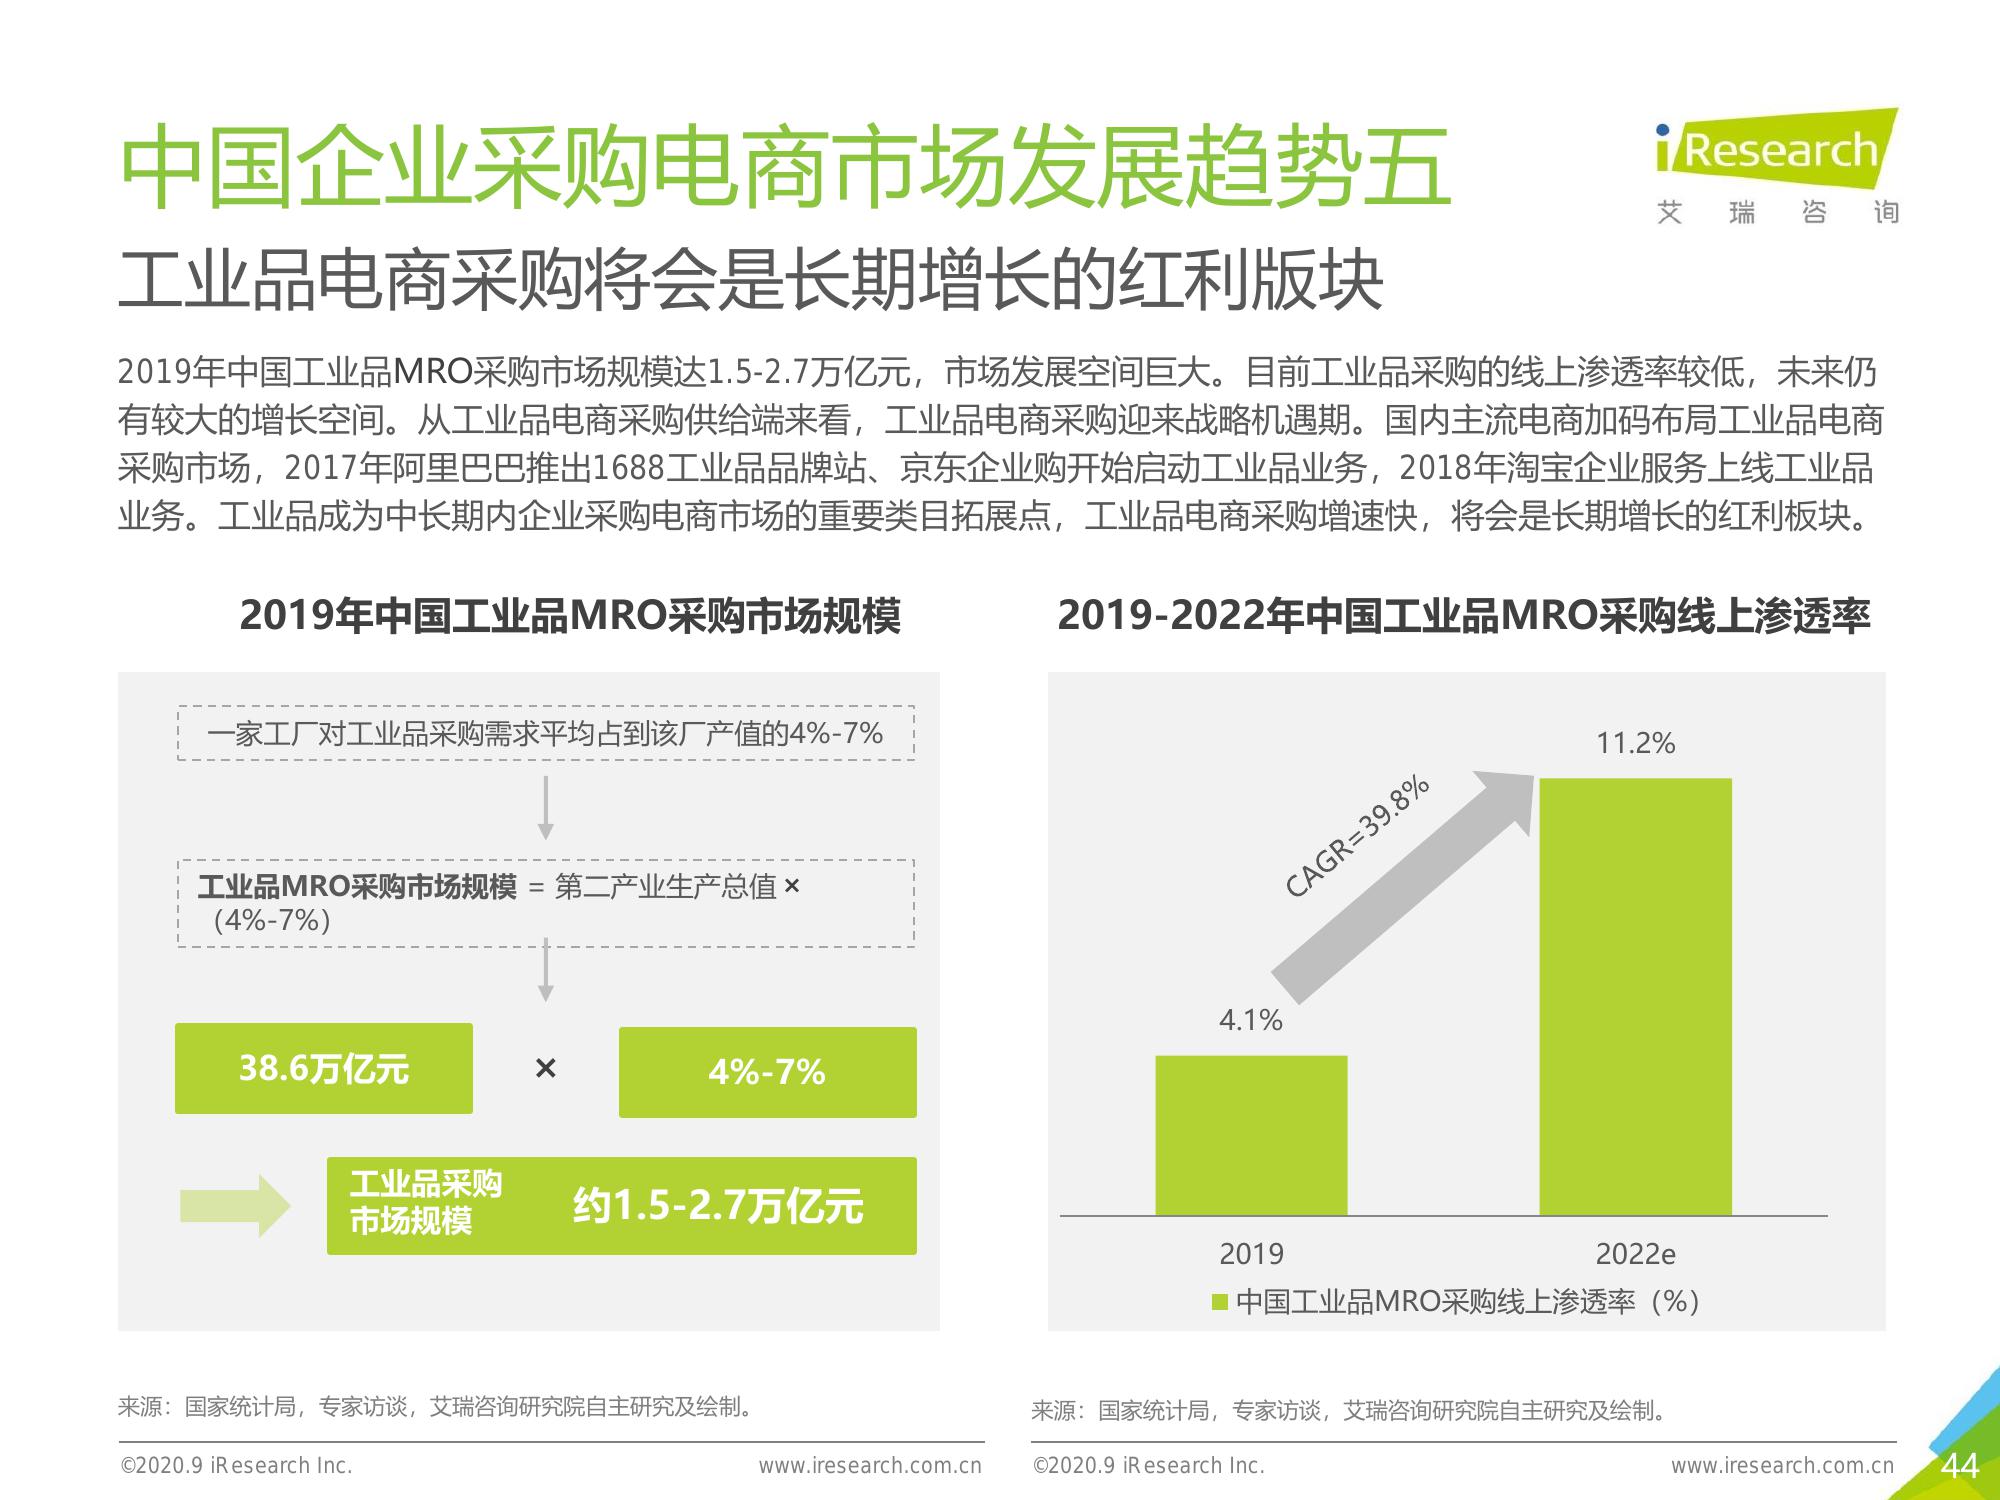 中国企业采购电商市场发展趋势五
iResearch
艾瑞咨询
工业品电商采购将会是长期增长的红利版块
2019年中国工业品MRO采购市场规模达1.5-2.7万亿元，市场发展空间巨大。目前工业品采购的线上渗透率较低，未来仍
有较大的增长空间。从工业品电商采购供给端来看，工业品电商采购迎来战略机遇期。国内主流电商加码布局工业品电商
采购市场，2017年阿里巴巴推出1688工业品品牌站、京东企业购开始启动工业品业务，2018年淘宝企业服务上线工业品
业务。工业品成为中长期内企业采购电商市场的重要类目拓展点，工业品电商采购增速快，将会是长期增长的红利板块。
2019年中国工业品MRO采购市场规模
一家工厂对工业品采购需求平均占到该厂产值的4%-7%
工业品MRO采购市场规模 = 第二产业生产总值 ×
（4%-7%）
38.6万亿元
×
4%-7%
工业品采购
市场规模
约1.5-2.7万亿元
2019-2022年中国工业品MRO采购线上渗透率
11.2%
CAGR=39.8%
4.1%
2019
2022e
中国工业品MRO采购线上渗透率（%）
来源：国家统计局，专家访谈，艾瑞咨询研究院自主研究及绘制。
来源：国家统计局，专家访谈，艾瑞咨询研究院自主研究及绘制。
©2020.9 iResearch Inc.
www.iresearch.com.cn
©2020.9 iResearch Inc.
www.iresearch.com.cn
44